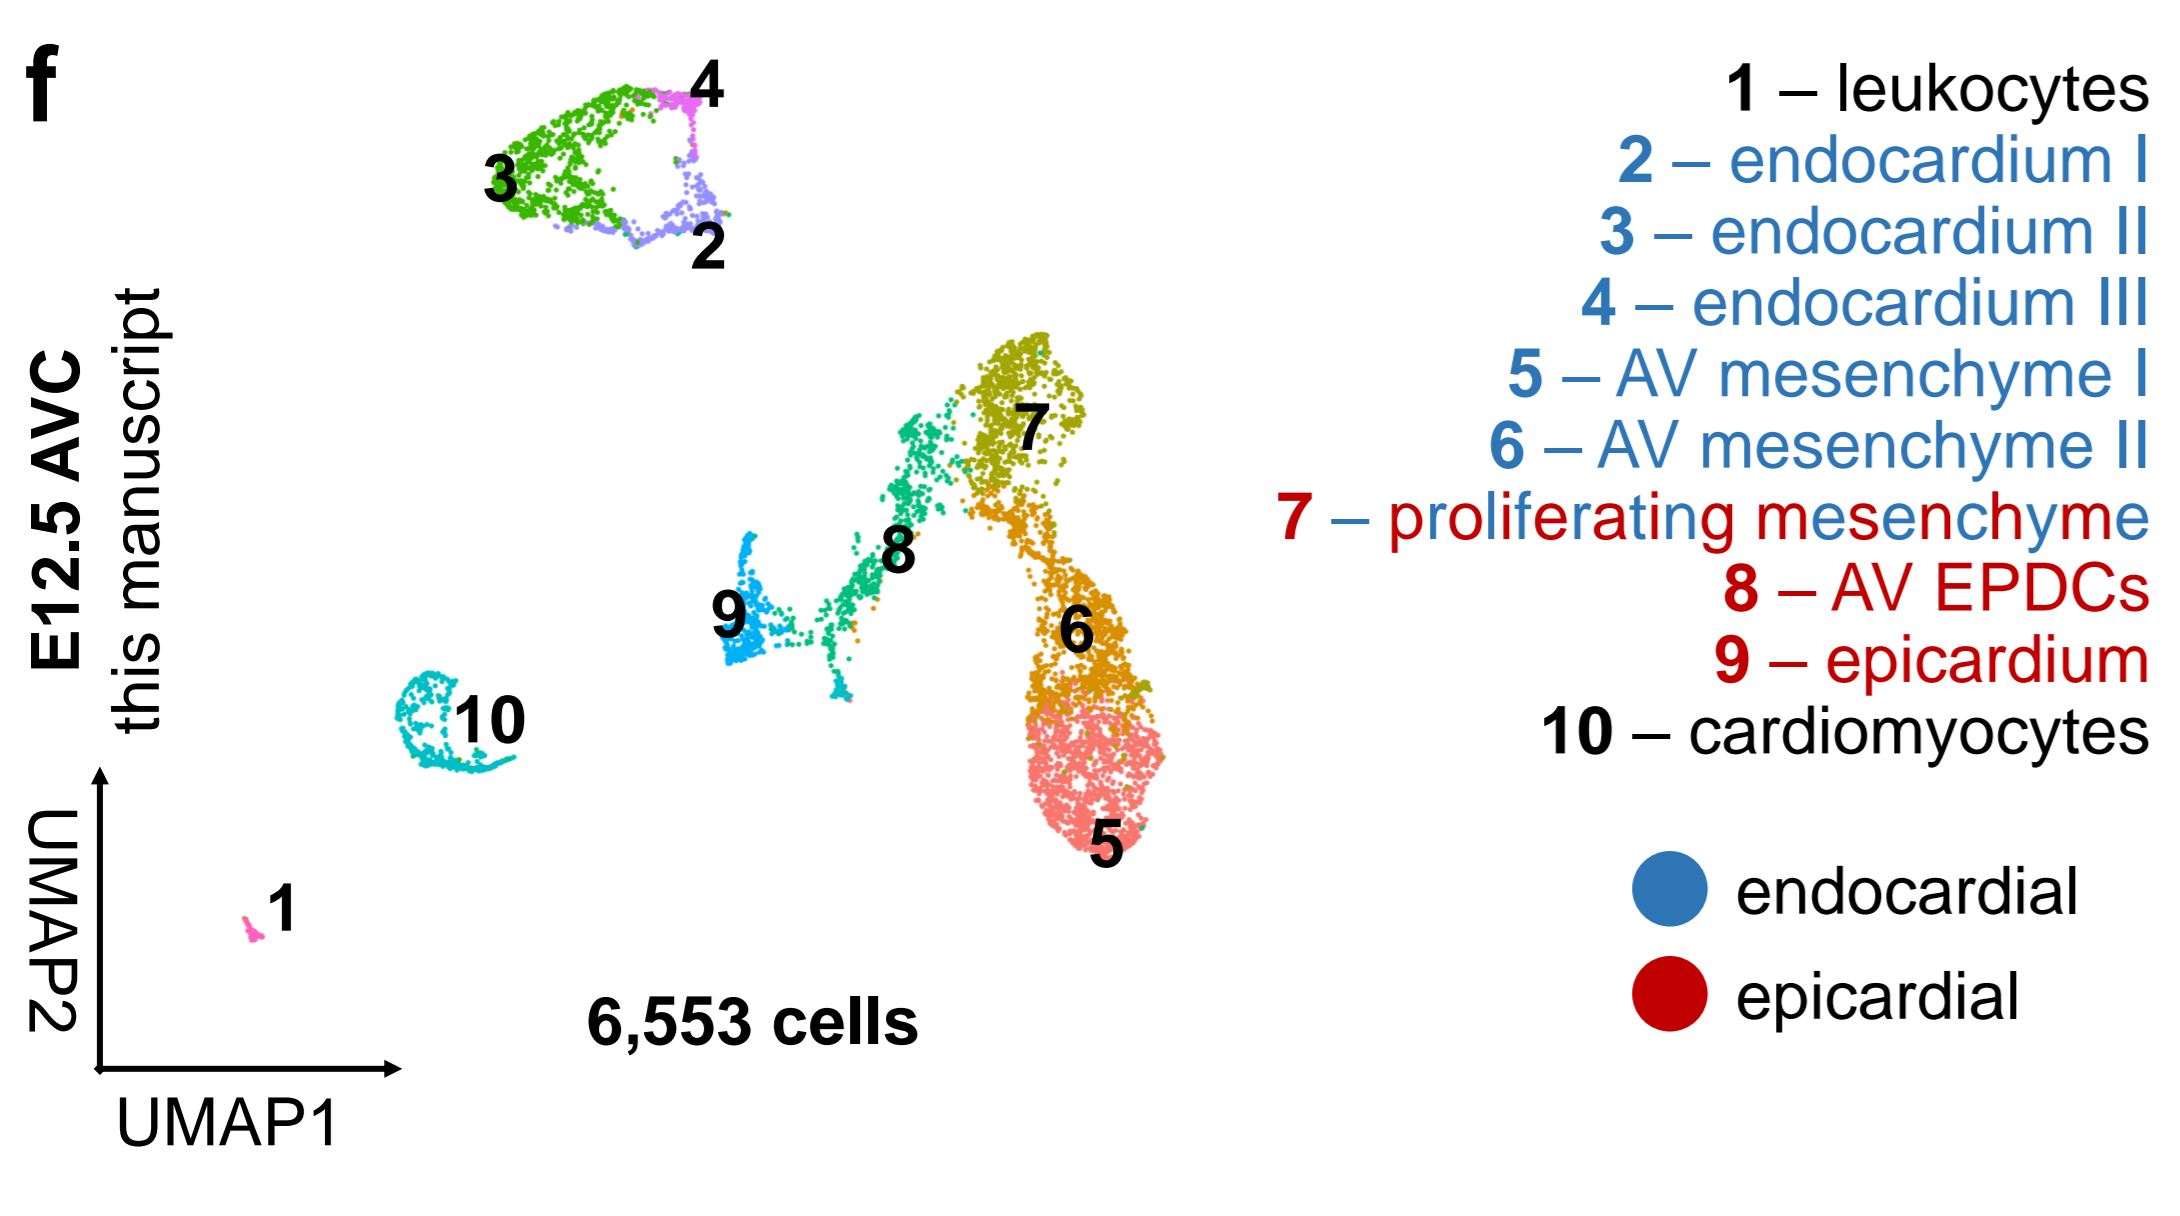 f
E12.5 AVC
this manuscript
UMAP2
UMAP1
4
3
2
7
8
9
6
10
5
1
6,553 cells
1 – leukocytes
2 – endocardium I
3 – endocardium II
4 – endocardium III
5 – AV mesenchyme I
6 – AV mesenchyme II
7 – proliferating mesenchyme
8 – AV EPDCs
9 – epicardium
10 – cardiomyocytes
endocardial
epicardial